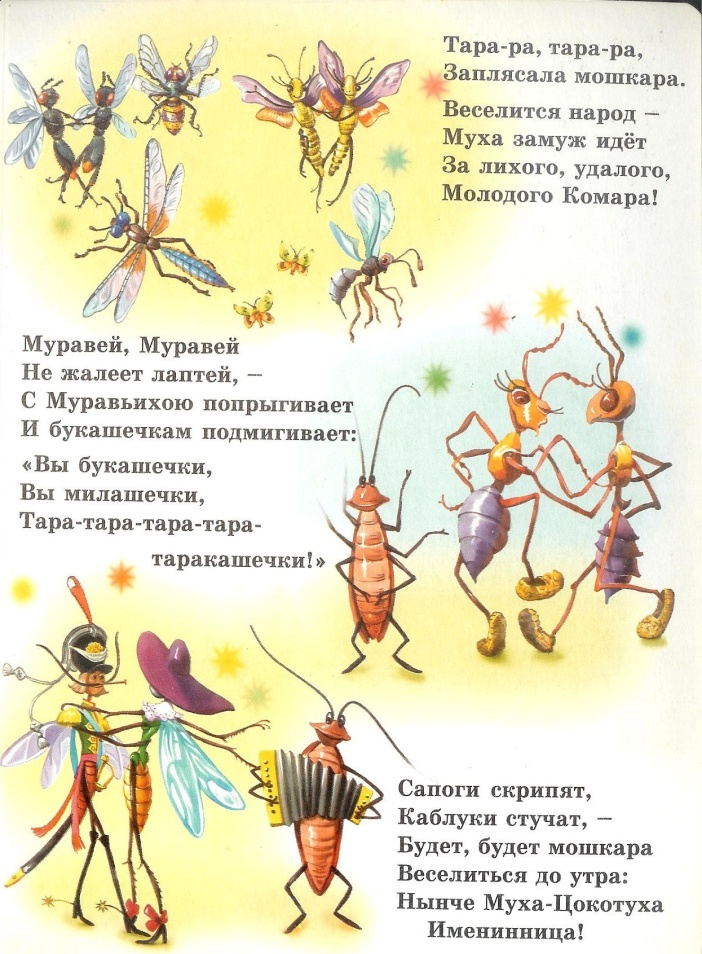 Тара-ра, тара-ра,
Заплясала мошкара.
Веселится народ –
Муха замуж идёт
За лихого, удалого,
Молодого Комара!
Муравей, Муравей
Не жалеет лаптей, –
С Муравьихою попрыгивает
И букашечкам подмигивает:
«Вы букашечки,
Вы милашечки,
Тара-тара-тара-тара-
таракашечки!»
Сапоги скрипят,
Каблуки стучат, –
Будет, будет мошкара
Веселиться до утра:
Нынче Муха-Цокотуха
Именинница!